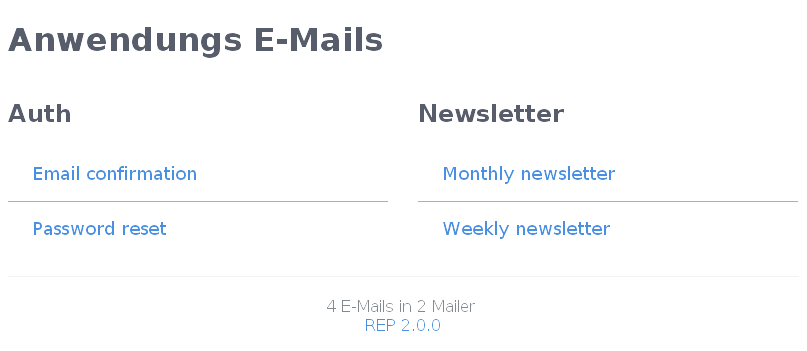 Anwendungs E-Mails
Auth
Email confirmation
Password reset
Newsletter
Monthly newsletter
Weekly newsletter
4 E-Mails in 2 Mailer
REP 2.0.0